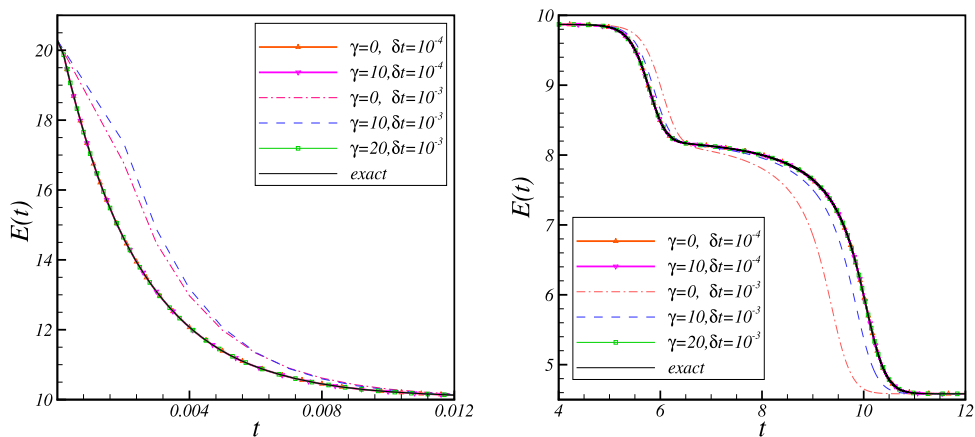 E(t)
20
18
16
14
12
10
0.004
0.008
0.012
t
γ=0, δt=10⁻⁴
γ=10,δt=10⁻⁴
γ=0, δt=10⁻³
γ=10,δt=10⁻³
γ=20,δt=10⁻³
exact
E(t)
10
9
8
7
6
5
4
6
8
10
12
t
γ=0, δt=10⁻⁴
γ=10,δt=10⁻⁴
γ=0, δt=10⁻³
γ=10,δt=10⁻³
γ=20,δt=10⁻³
exact